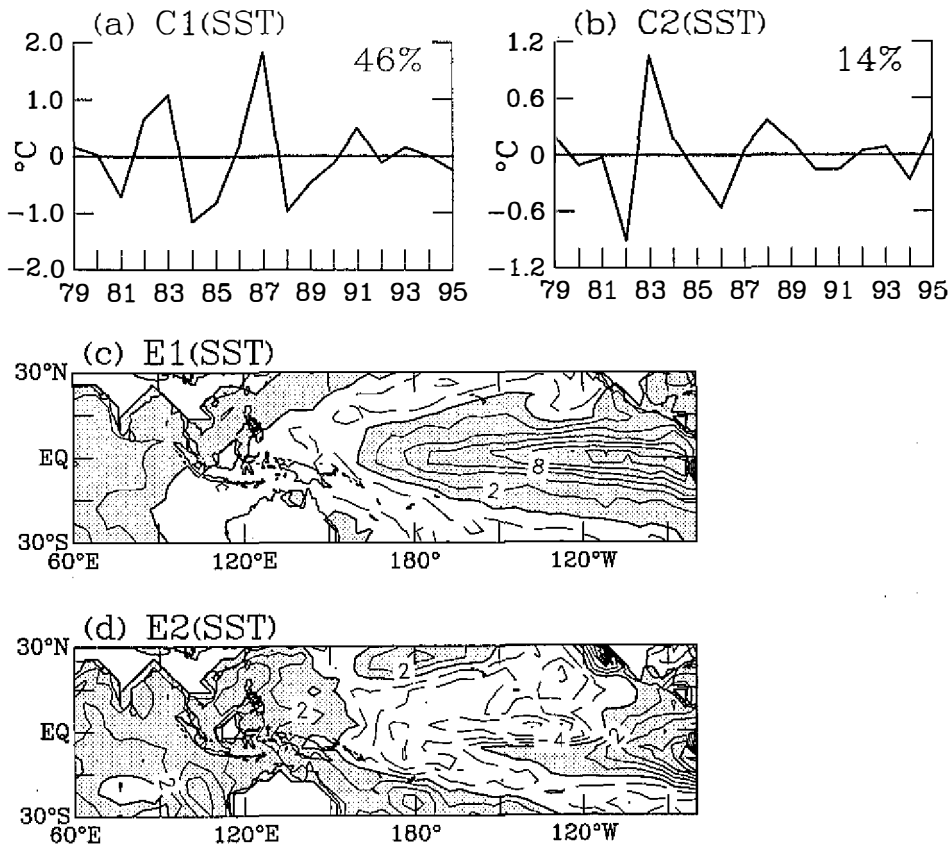 (a) C1(SST)
46%
°C
2.0
1.0
0
-1.0
-2.0
79 81 83 85 87 89 91 93 95
(b) C2(SST)
14%
°C
1.2
0.6
0
-0.6
-1.2
79 81 83 85 87 89 91 93 95
(c) E1(SST)
30°N
EQ
30°S
8
2
60°E 120°E 180° 120°W
(d) E2(SST)
30°N
EQ
30°S
2
2
2
-4
-2
60°E 120°E 180° 120°W